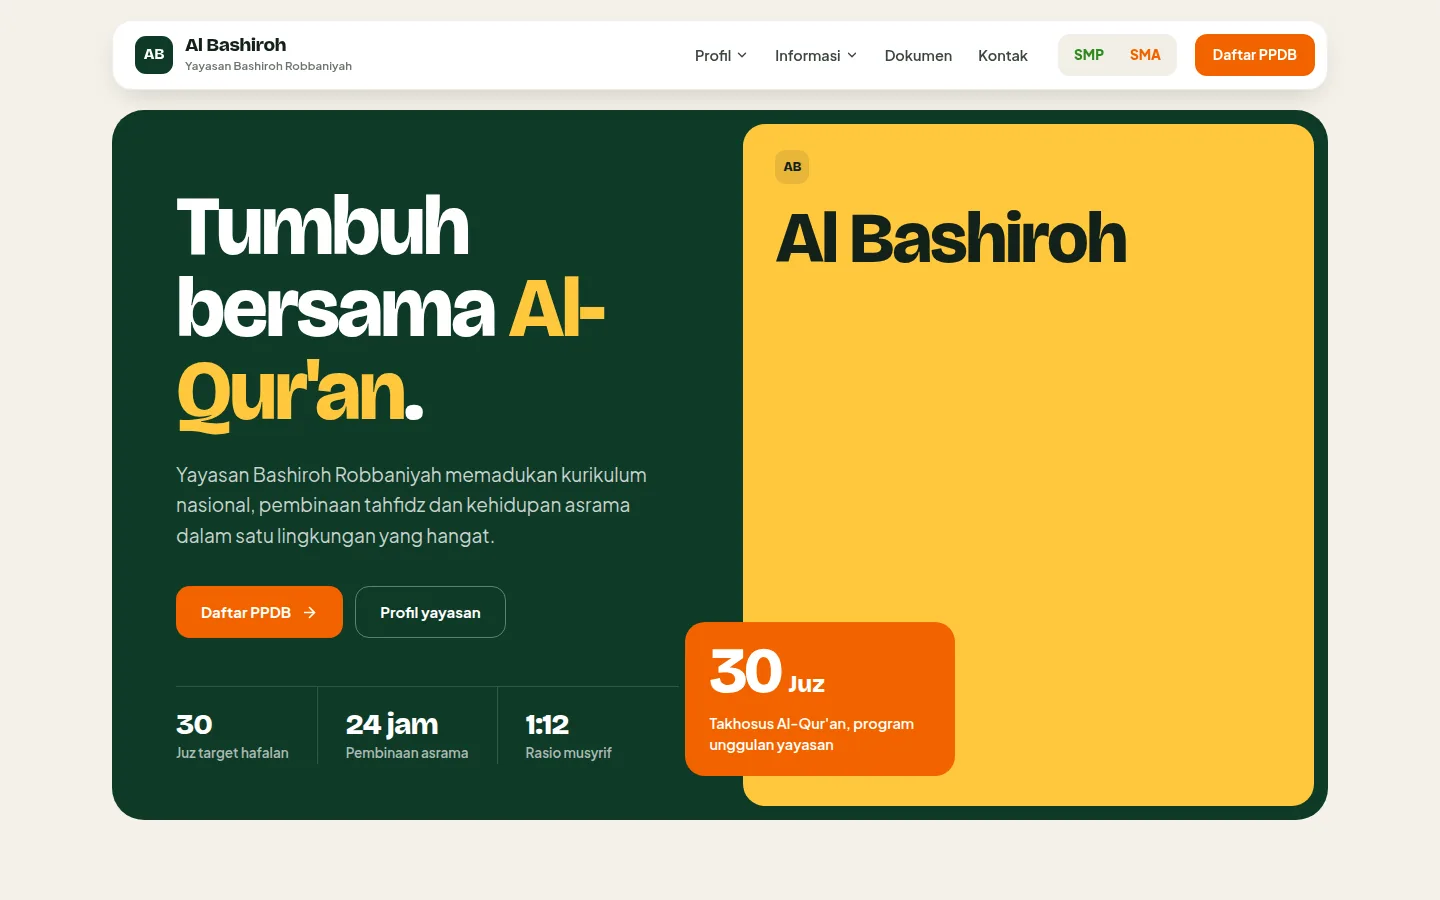 AB
Al Bashiroh
Yayasan Bashiroh Robbaniyah
Profil
Informasi
Dokumen
Kontak
SMP
SMA
Daftar PPDB
Tumbuh
bersama Al-
Qur'an.
Yayasan Bashiroh Robbaniyah memadukan kurikulum
nasional, pembinaan tahfidz dan kehidupan asrama
dalam satu lingkungan yang hangat.
Daftar PPDB →
Profil yayasan
30
Juz target hafalan
24 jam
Pembinaan asrama
1:12
Rasio musyrif
AB
Al Bashiroh
30 Juz
Takhosus Al-Qur'an, program
unggulan yayasan